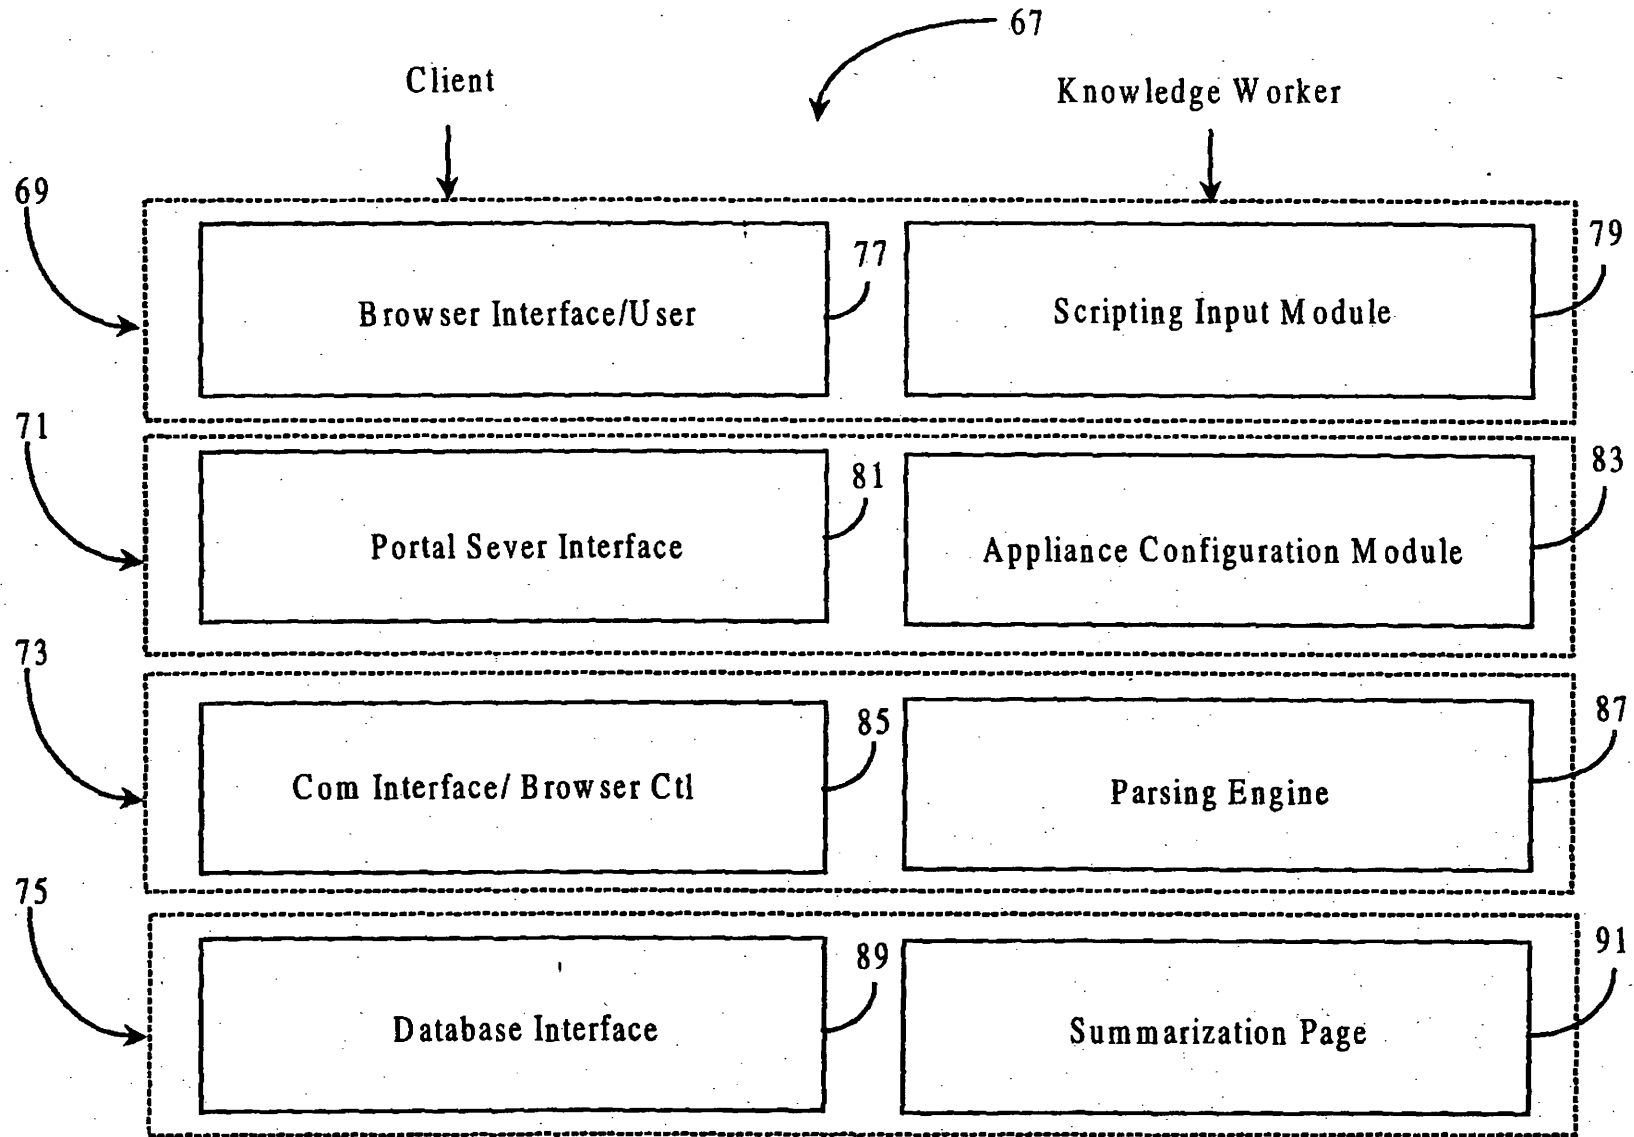 67
Client
Knowledge Worker
69
77
79
Browser Interface/User
Scripting Input Module
71
81
83
Portal Sever Interface
Appliance Configuration Module
73
85
87
Com Interface/ Browser Ctl
Parsing Engine
75
89
91
Database Interface
Summarization Page